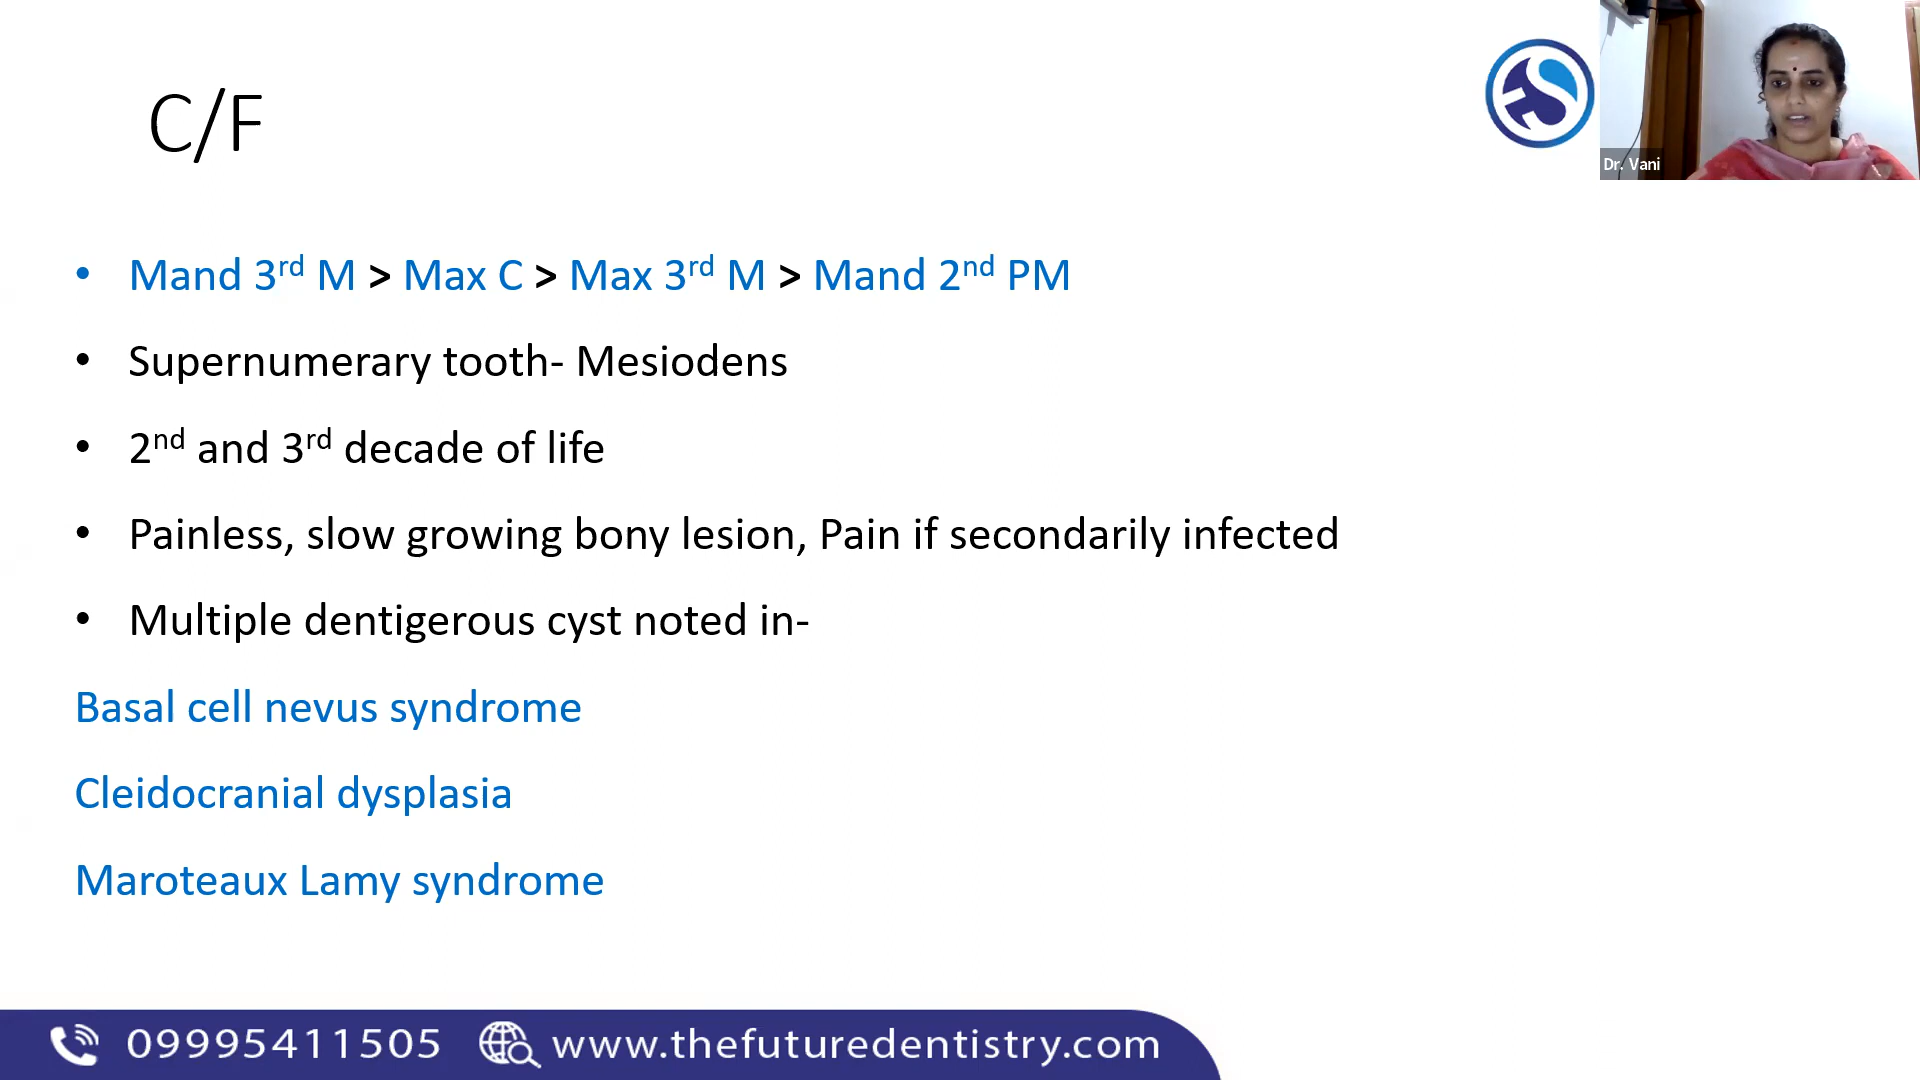 C/F
Dr. Vani
• Mand 3rd M > Max C > Max 3rd M > Mand 2nd PM
• Supernumerary tooth- Mesiodens
• 2nd and 3rd decade of life
• Painless, slow growing bony lesion, Pain if secondarily infected
• Multiple dentigerous cyst noted in-
Basal cell nevus syndrome
Cleidocranial dysplasia
Maroteaux Lamy syndrome
09995411505 www.thefuturedentistry.com